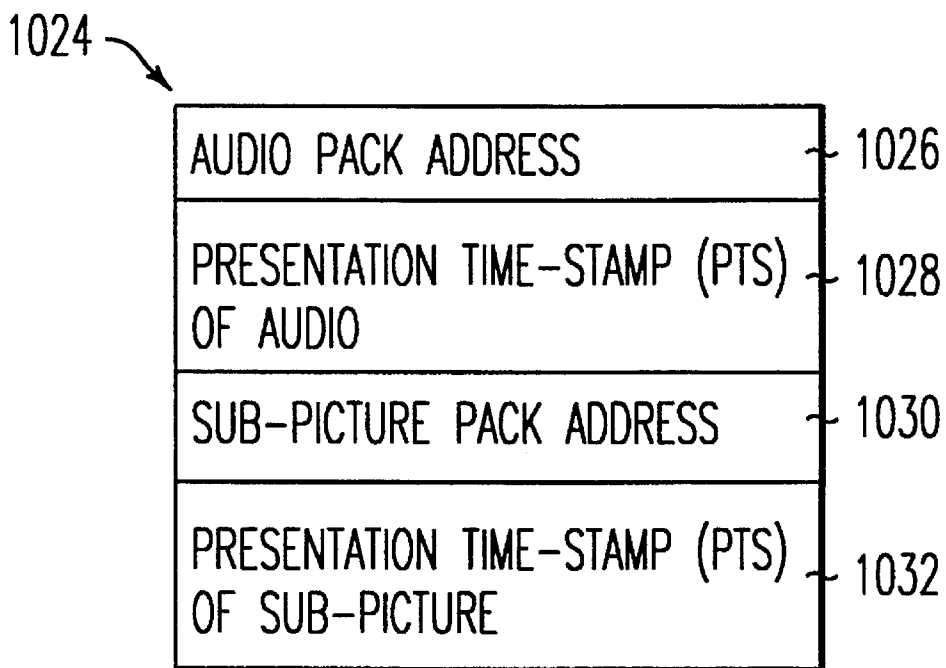 1024
AUDIO PACK ADDRESS 1026
PRESENTATION TIME-STAMP (PTS) 1028
OF AUDIO
SUB-PICTURE PACK ADDRESS 1030
PRESENTATION TIME-STAMP (PTS) 1032
OF SUB-PICTURE